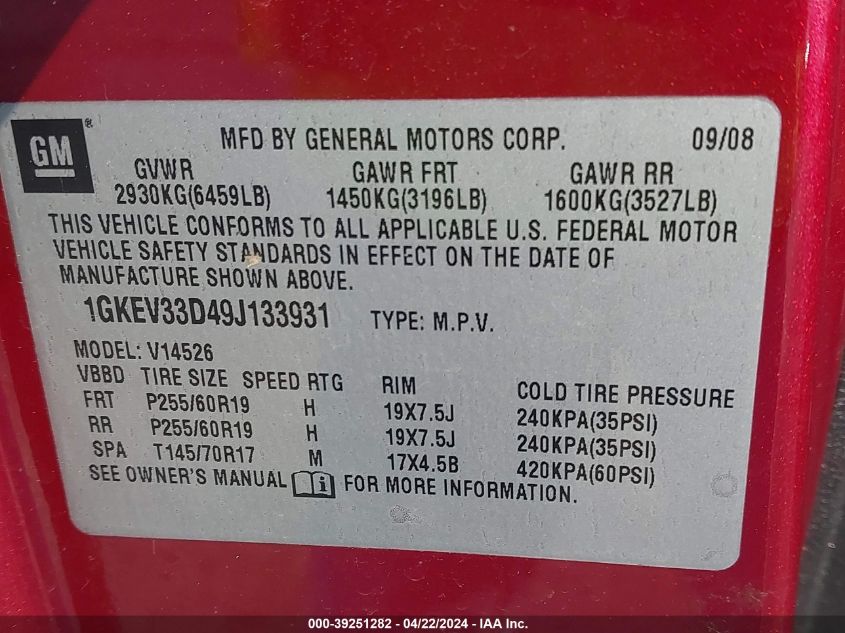 GM ® MFD BY GENERAL MOTORS CORP. 09/08
GVWR GAWR FRT GAWR RR
2930KG(6459LB) 1450KG(3196LB) 1600KG(3527LB)
THIS VEHICLE CONFORMS TO ALL APPLICABLE U.S. FEDERAL MOTOR
VEHICLE SAFETY STANDARDS IN EFFECT ON THE DATE OF
MANUFACTURE SHOWN ABOVE.
1GKEV33D49J133931 TYPE: M.P.V.
MODEL: V14526
VBBD TIRE SIZE SPEED RTG RIM COLD TIRE PRESSURE
FRT P255/60R19 H 19X7.5J 240KPA(35PSI)
RR P255/60R19 H 19X7.5J 240KPA(35PSI)
SPA T145/70R17 M 17X4.5B 420KPA(60PSI)
SEE OWNER'S MANUAL FOR MORE INFORMATION.
000-39251282 - 04/22/2024 - IAA, Inc.